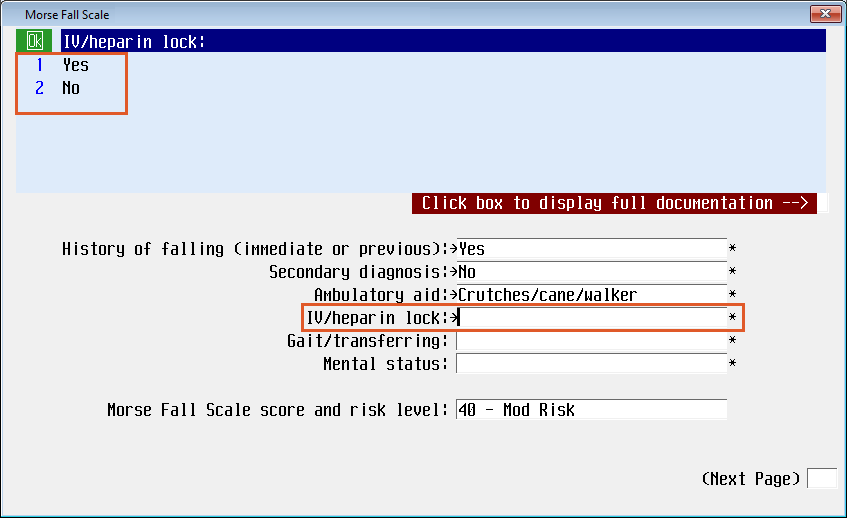 Morse Fall Scale
Ok IV/heparin lock:
1 Yes
2 No
Click box to display full documentation -->
History of falling (immediate or previous):→Yes *
Secondary diagnosis:→No *
Ambulatory aid:→Crutches/cane/walker *
IV/heparin lock:→ *
Gait/transferring: *
Mental status: *
Morse Fall Scale score and risk level: 40 - Mod Risk
(Next Page)